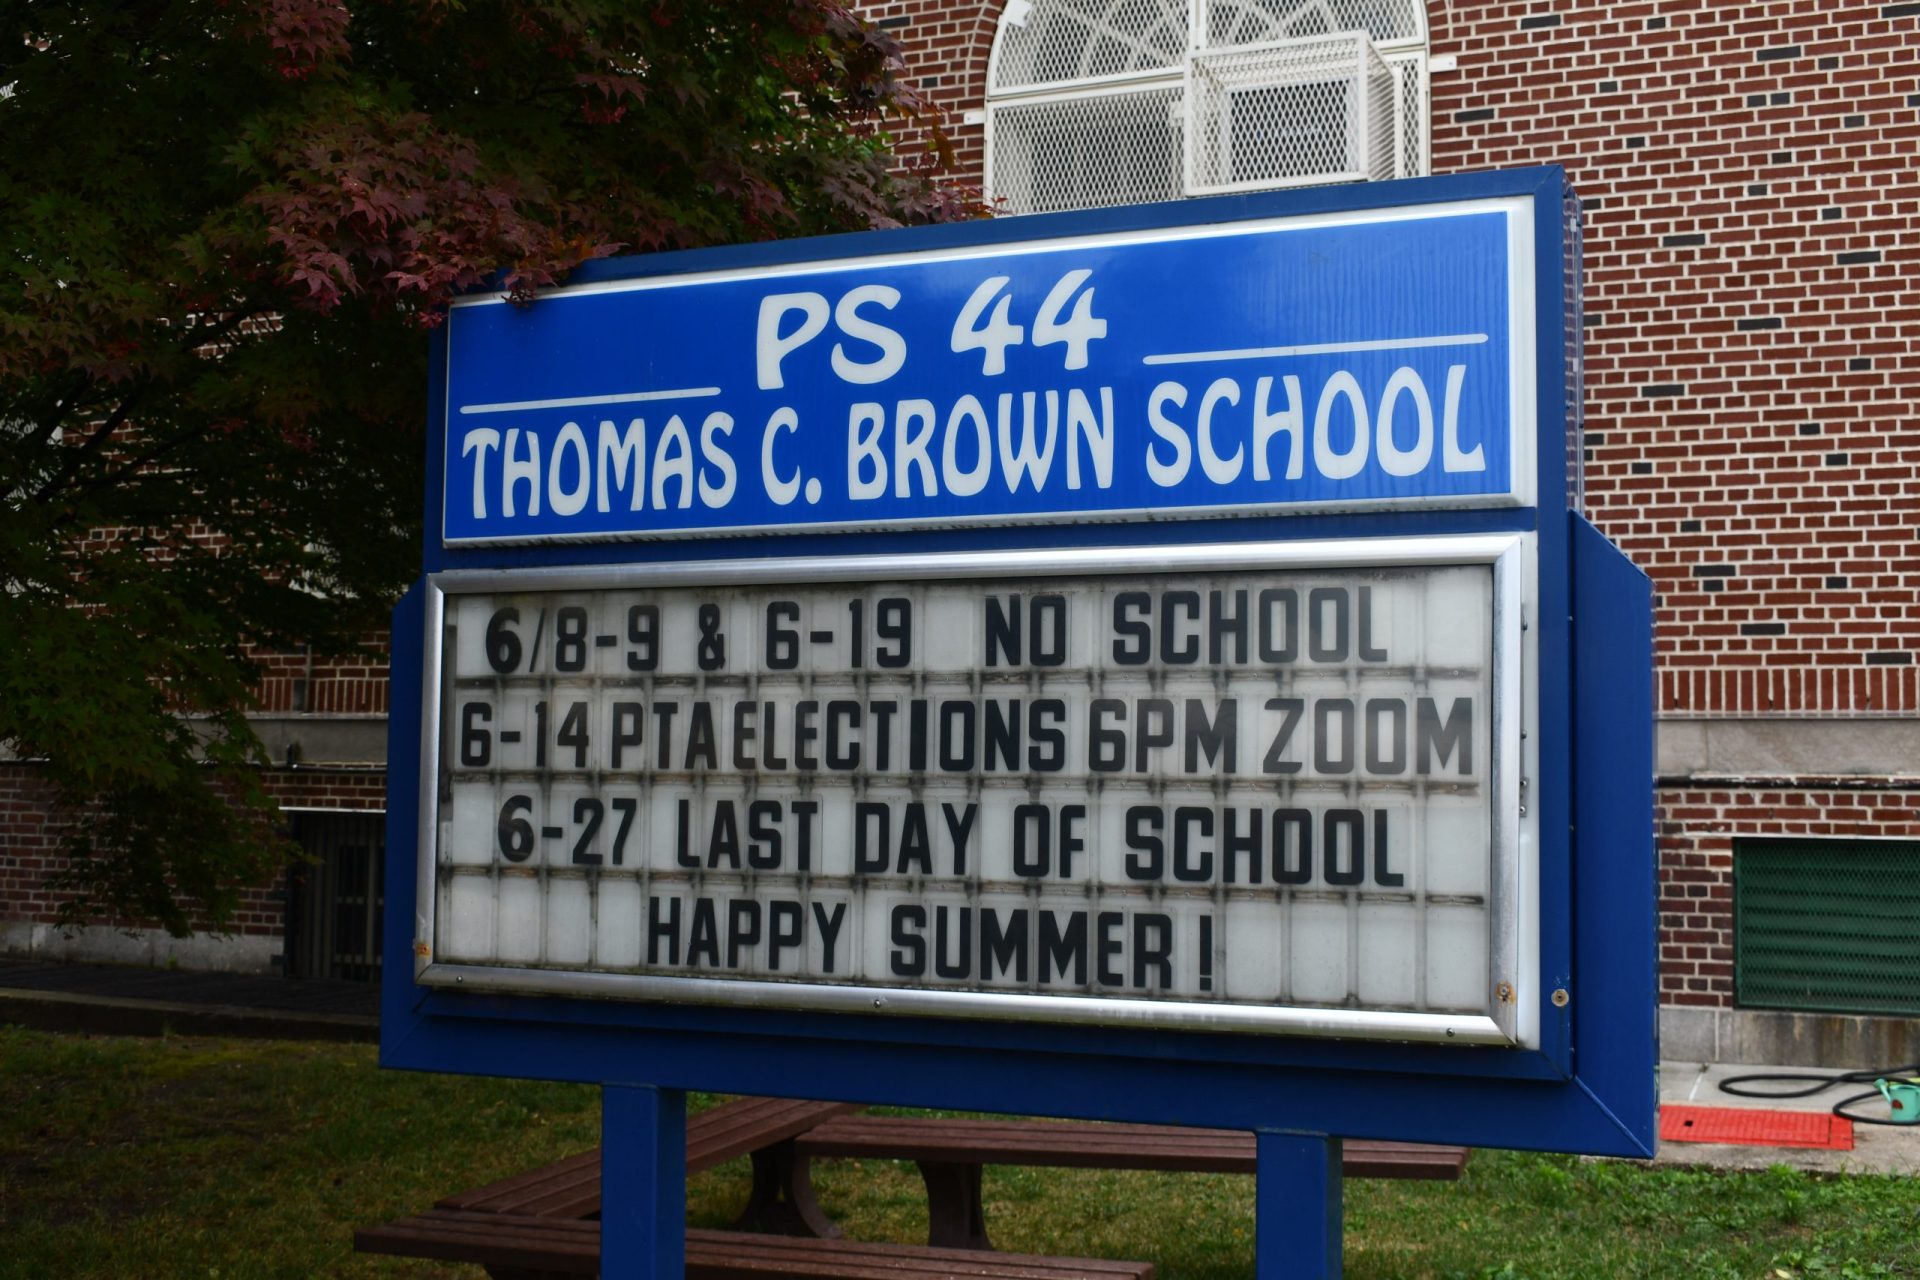 PS 44
THOMAS C. BROWN SCHOOL
6/8-9 & 6-19 NO SCHOOL
6-14 PTA ELECTIONS 6PM ZOOM
6-27 LAST DAY OF SCHOOL
HAPPY SUMMER!